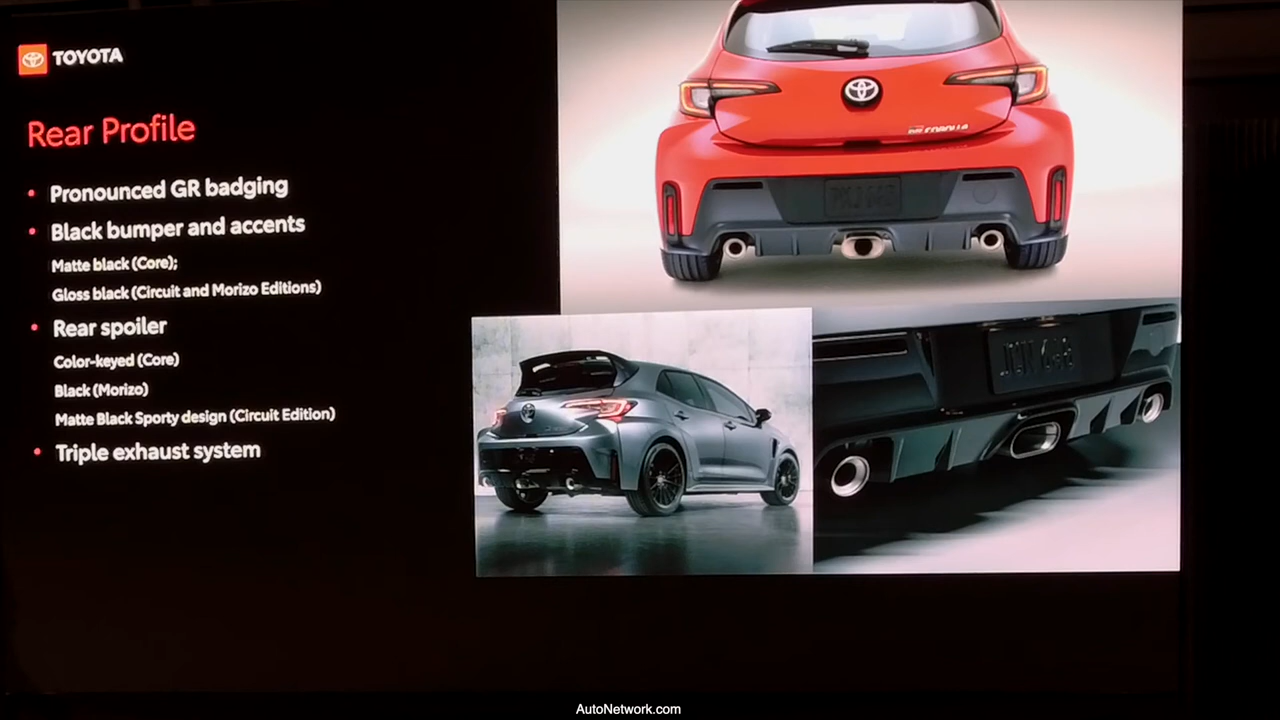 TOYOTA
Rear Profile
• Pronounced GR badging
• Black bumper and accents
Matte black (Core);
Gloss black (Circuit and Morizo Editions)
• Rear spoiler
Color-keyed (Core)
Black (Morizo)
Matte Black Sporty design (Circuit Edition)
• Triple exhaust system
COROLLA
AutoNetwork.com